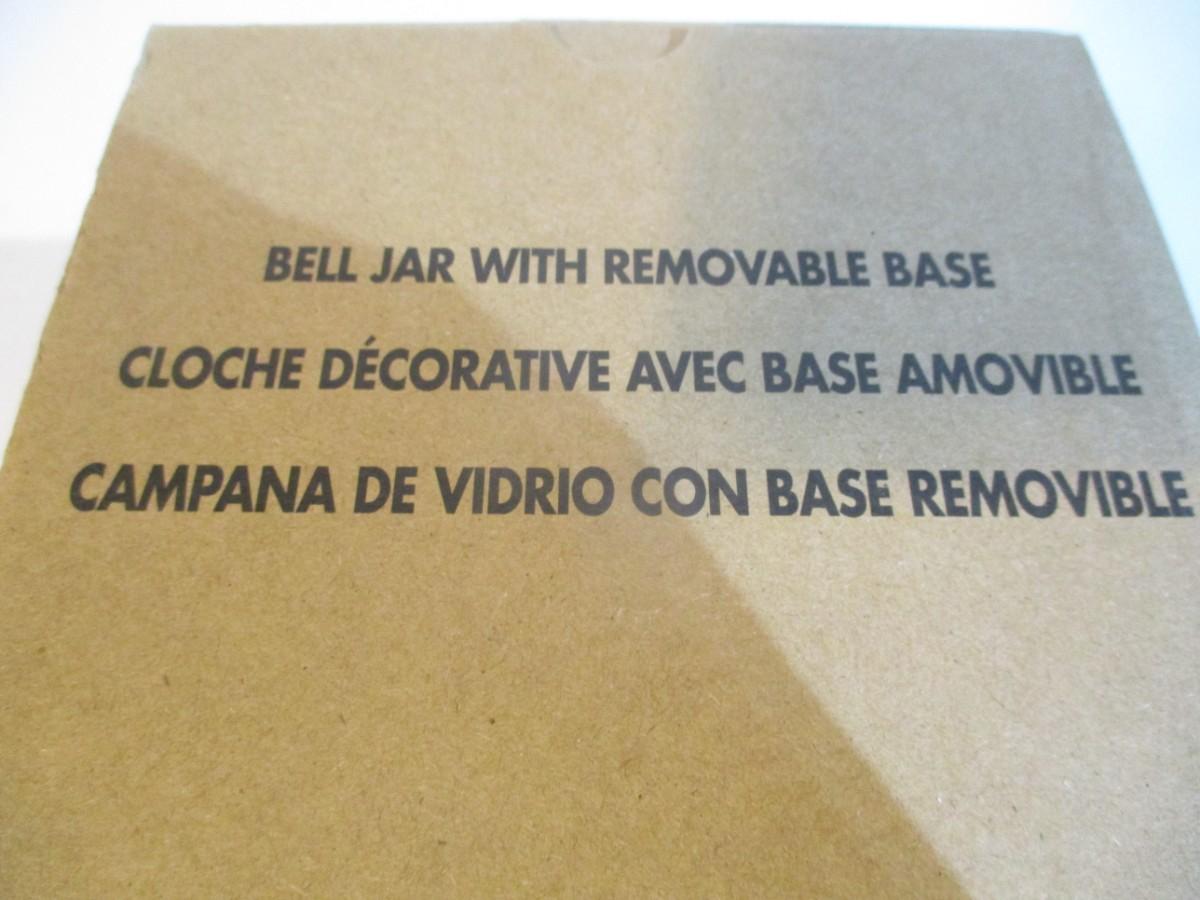 BELL JAR WITH REMOVABLE BASE
CLOCHE DÉCORATIVE AVEC BASE AMOVIBLE
CAMPANA DE VIDRIO CON BASE REMOVIBLE